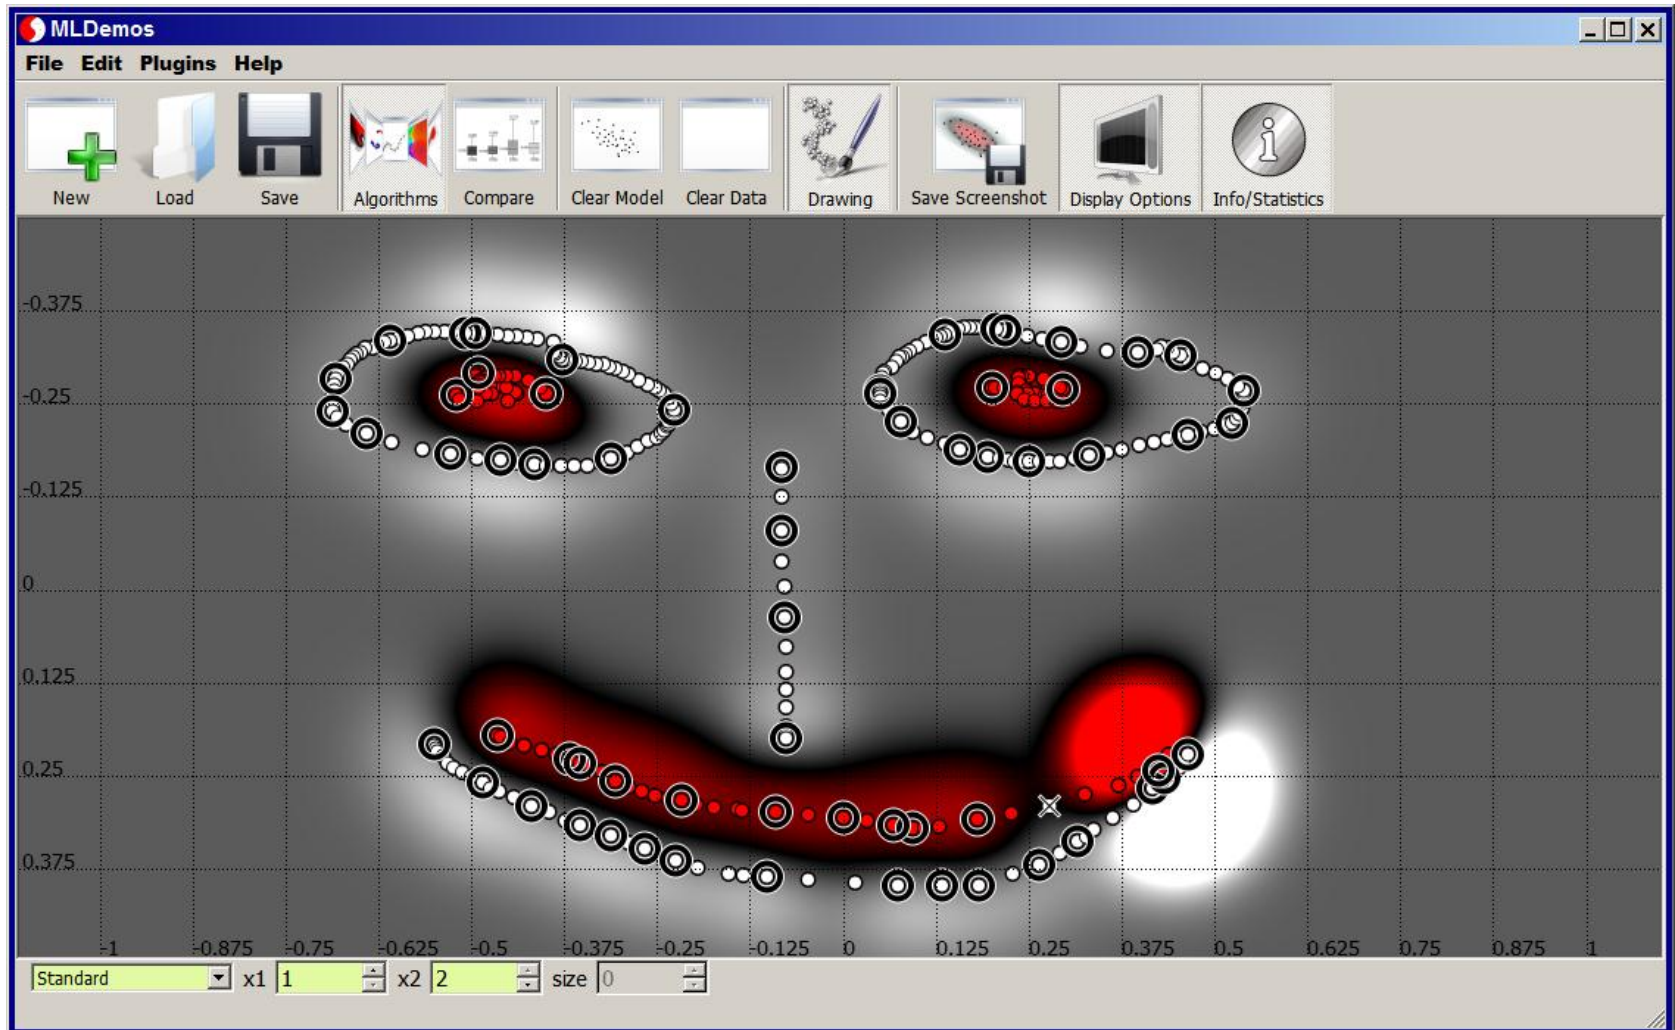 MLDemos
File Edit Plugins Help
New Load Save Algorithms Compare Clear Model Clear Data Drawing Save Screenshot Display Options Info/Statistics
-0.375
-0.25
-0.125
0
0.125
0.25
0.375
-1 -0.875 -0.75 -0.625 -0.5 -0.375 -0.25 -0.125 0 0.125 0.25 0.375 0.5 0.625 0.75 0.875 1
Standard x1 1 x2 2 size 0